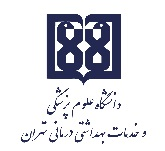 دانشگاه علوم پزشکی
و خدمات بهداشتی درمانی تهران